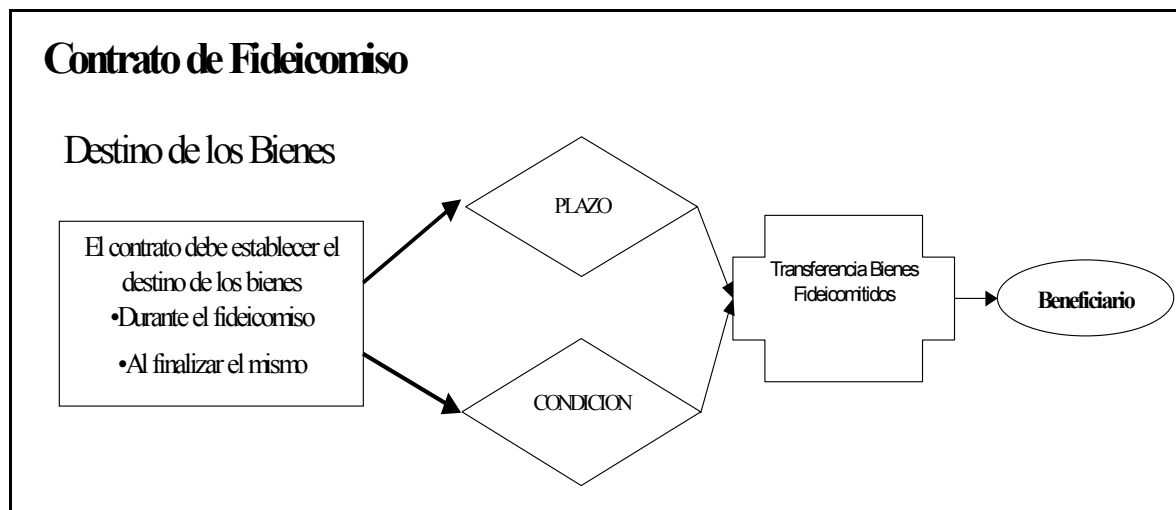 Contrato de Fideicomiso
Destino de los Bienes
El contrato debe establecer el
destino de los bienes
•Durante el fideicomiso
•Al finalizar el mismo
PLAZO
CONDICION
Transferencia Bienes
Fideicomitidos
Beneficiario